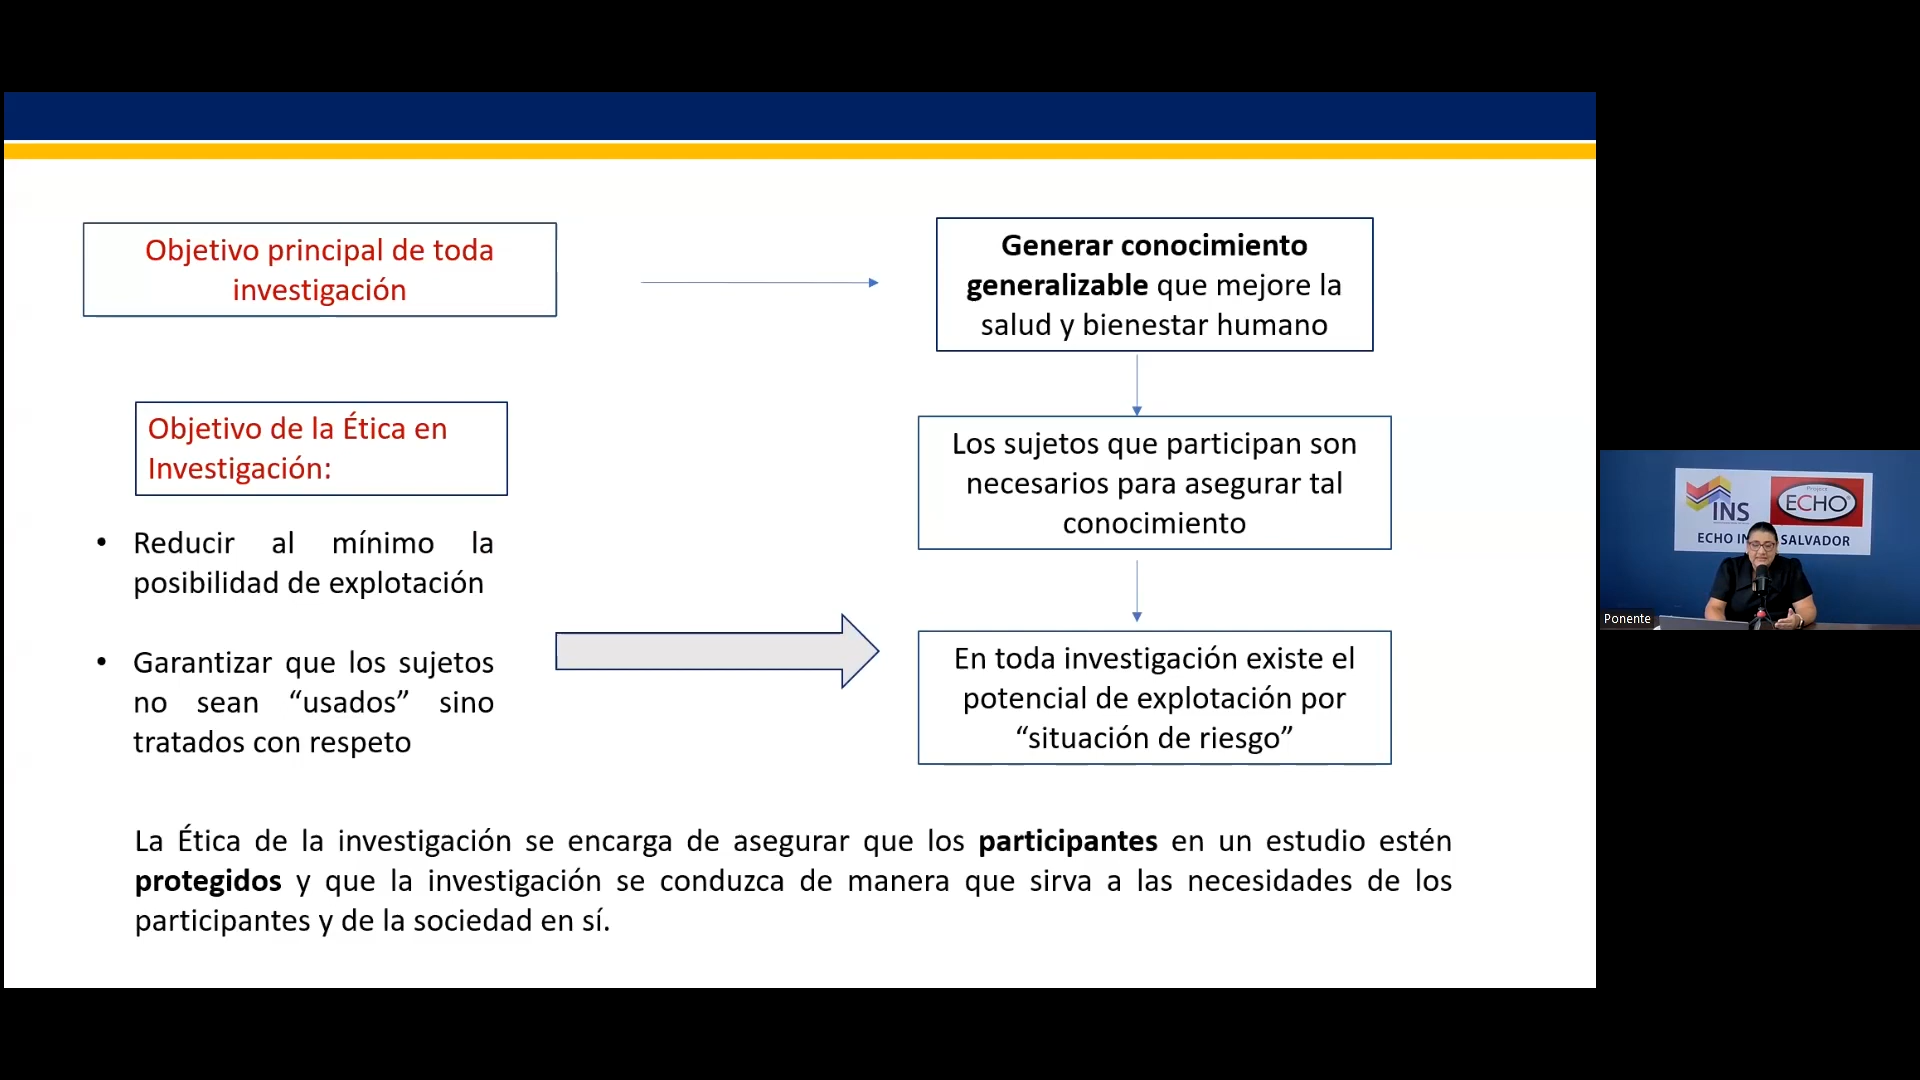 Objetivo principal de toda
investigación
Generar conocimiento
generalizable que mejore la
salud y bienestar humano
Objetivo de la Ética en
Investigación:
Los sujetos que participan son
necesarios para asegurar tal
conocimiento
• Reducir al mínimo la
posibilidad de explotación
• Garantizar que los sujetos
no sean “usados” sino
tratados con respeto
En toda investigación existe el
potencial de explotación por
“situación de riesgo”
La Ética de la investigación se encarga de asegurar que los participantes en un estudio estén
protegidos y que la investigación se conduzca de manera que sirva a las necesidades de los
participantes y de la sociedad en sí.
INS
Project
ECHO
ECHO IN SALVADOR
Ponente